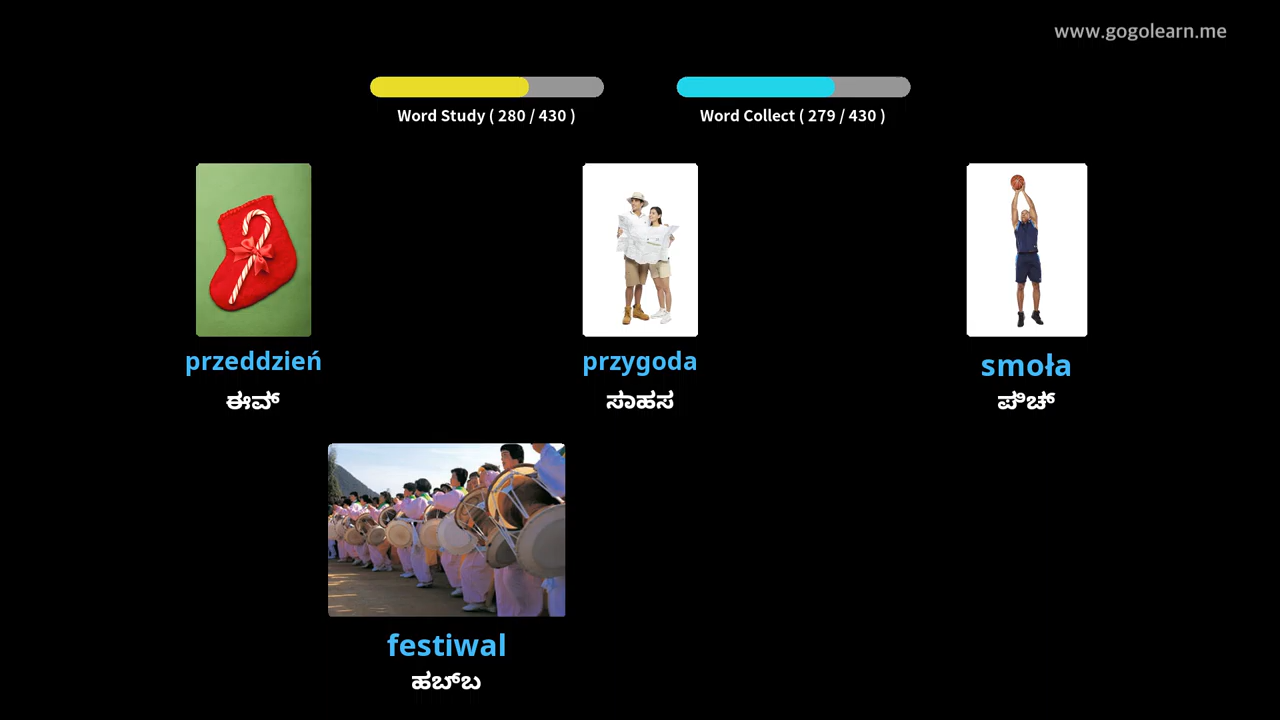 www.gogolearn.me
Word Study ( 280 / 430 )
Word Collect ( 279 / 430 )
przeddzień
przygoda
smoła
ಈವ್
ಸಾಹಸ
ಪಿಚ್
festiwal
ಹಬ್‌ಬ